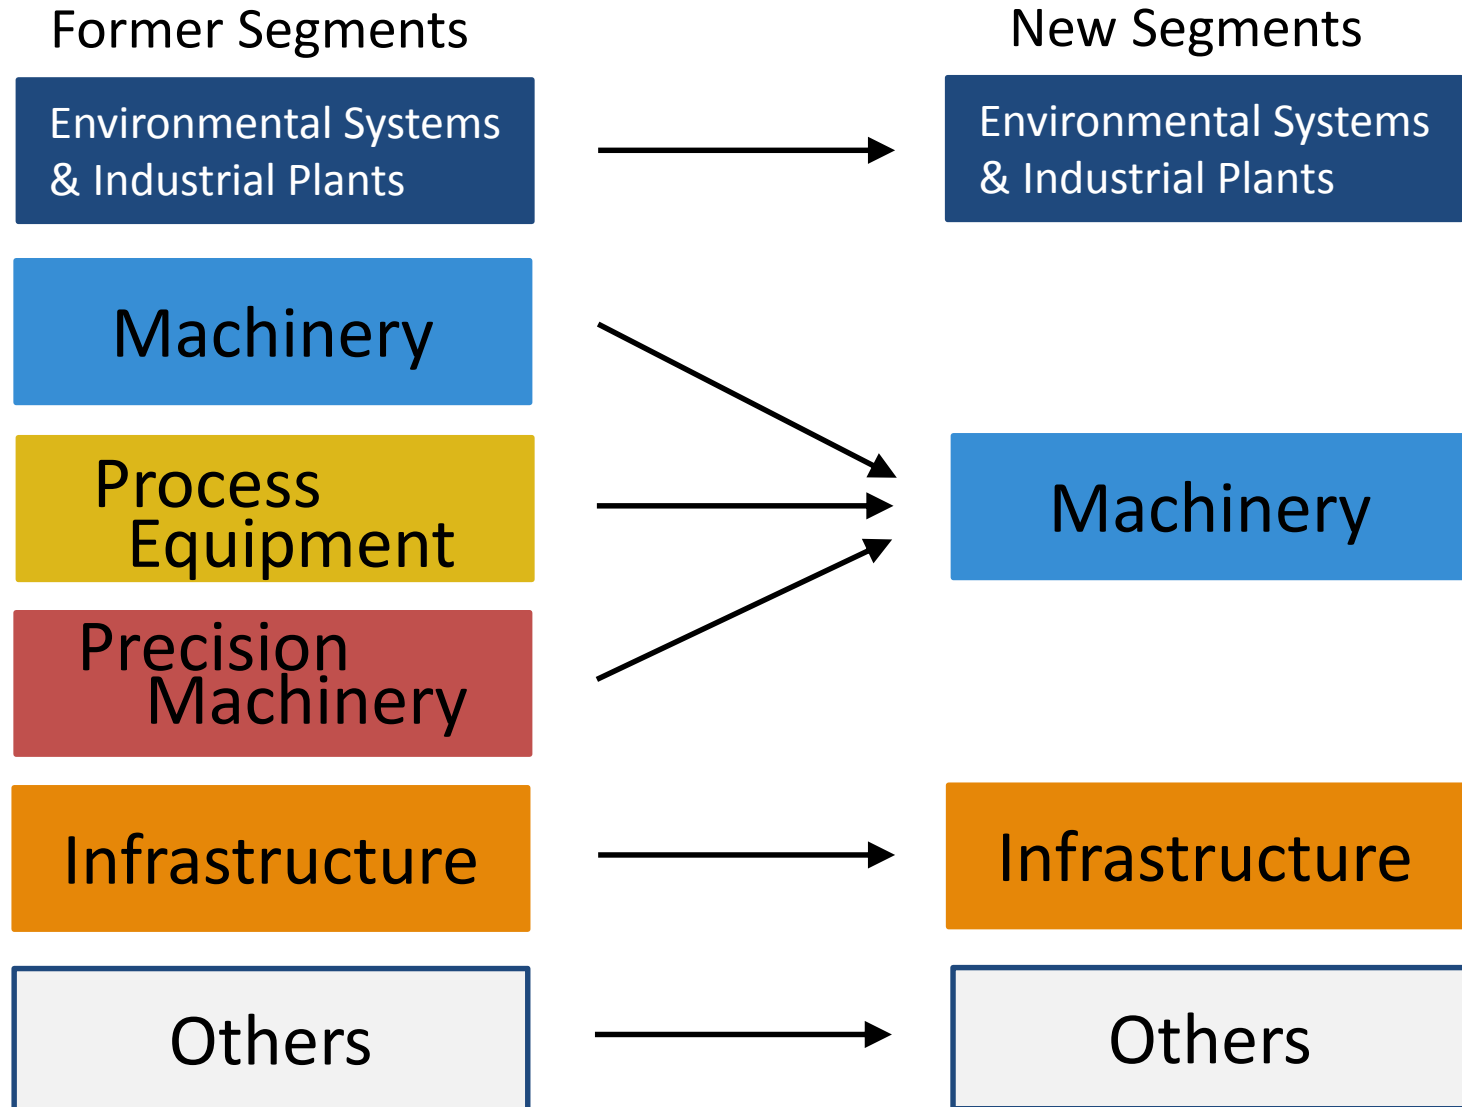 Former Segments
New Segments
Environmental Systems
& Industrial Plants
Environmental Systems
& Industrial Plants
Machinery
Process
Equipment
Machinery
Precision
Machinery
Infrastructure
Infrastructure
Others
Others